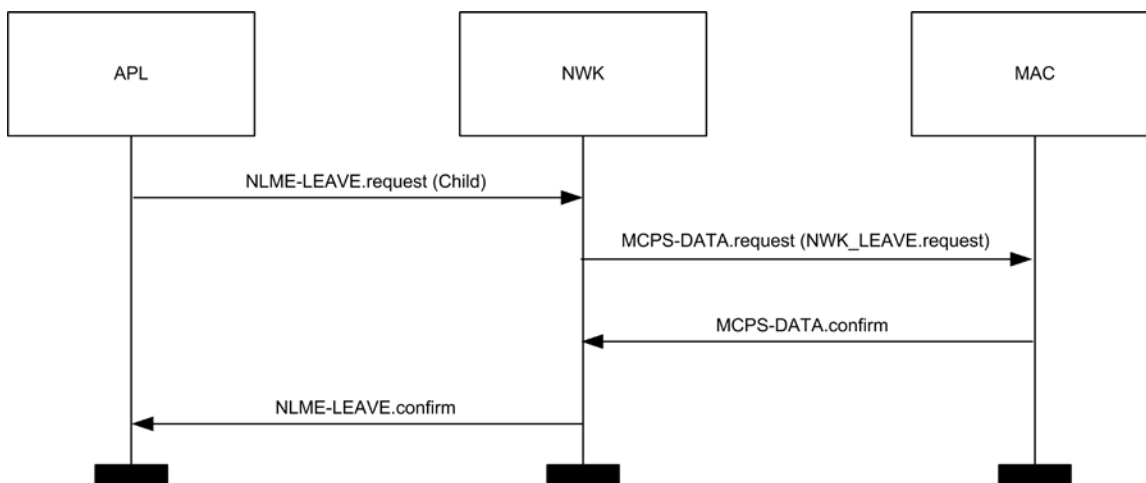 APL
NWK
MAC
NLME-LEAVE.request (Child)
MCPS-DATA.request (NWK_LEAVE.request)
MCPS-DATA.confirm
NLME-LEAVE.confirm